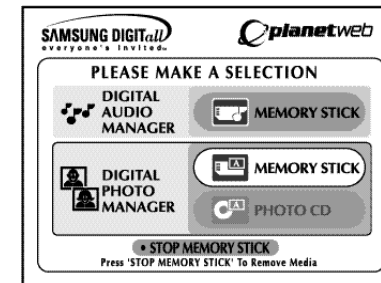 SAMSUNG DIGITall
everyone's invited™
planetweb
PLEASE MAKE A SELECTION
DIGITAL
AUDIO
MANAGER
MEMORY STICK
DIGITAL
PHOTO
MANAGER
A
MEMORY STICK
A
PHOTO CD
• STOP MEMORY STICK
Press 'STOP MEMORY STICK' To Remove Media